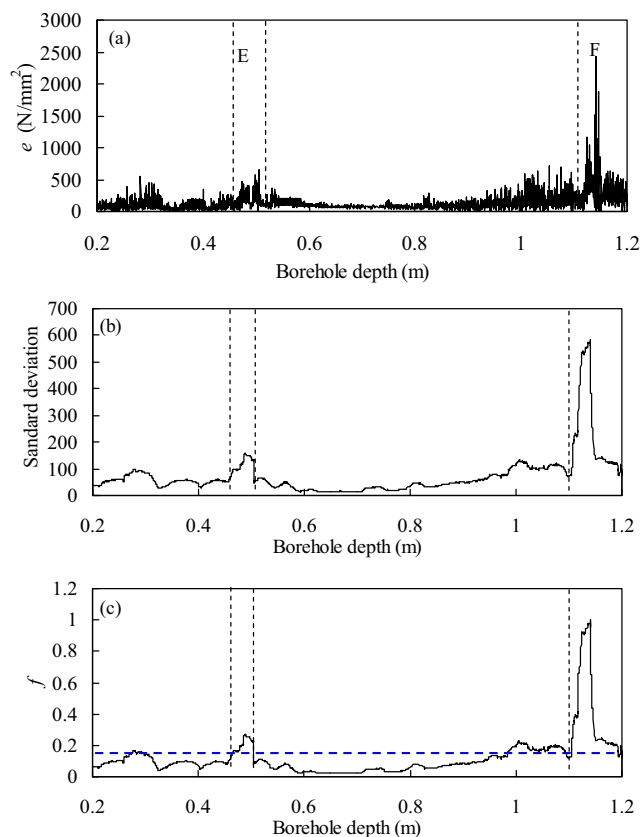 (a)
E
F
3000
2500
2000
1500
1000
500
0
e (N/mm²)
0.2 0.4 0.6 0.8 1 1.2
Borehole depth (m)
(b)
700
600
500
400
300
200
100
0
Sandard deviation
0.2 0.4 0.6 0.8 1 1.2
Borehole depth (m)
(c)
1.2
1
0.8
0.6
0.4
0.2
0
f
0.2 0.4 0.6 0.8 1 1.2
Borehole depth (m)